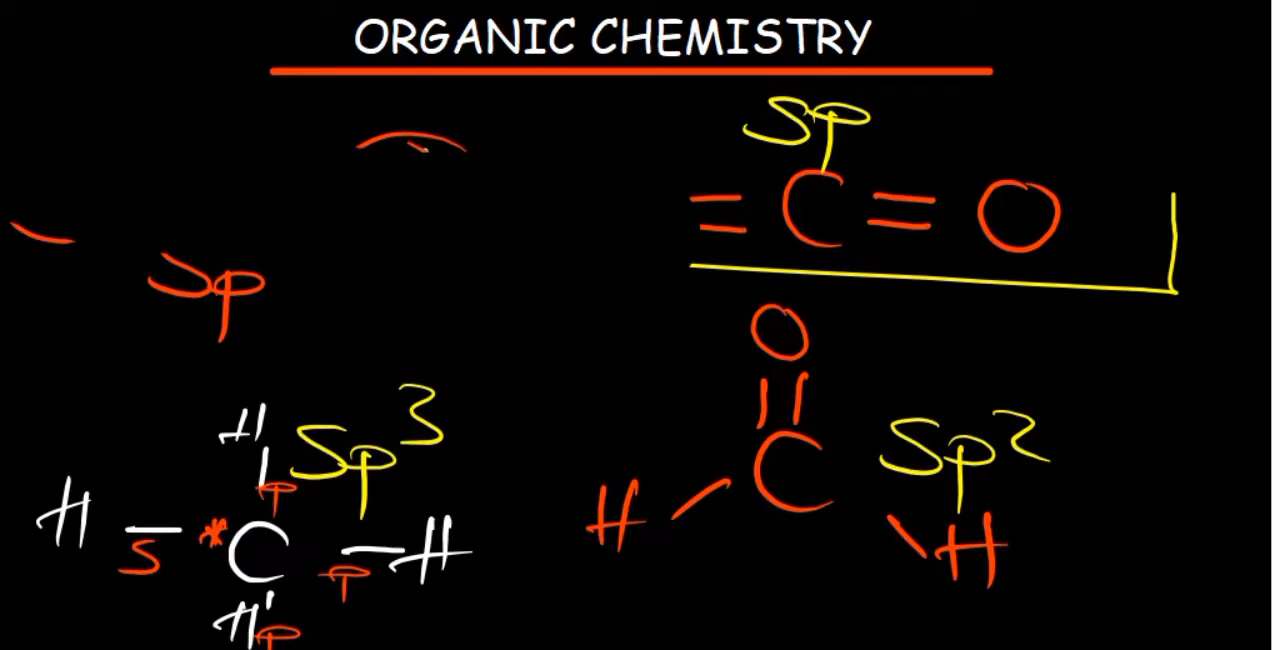 ORGANIC CHEMISTRY
Sp
= C = O
Sp
O
H Sp3
C Sp2
P
H S * C P H
H H
H P